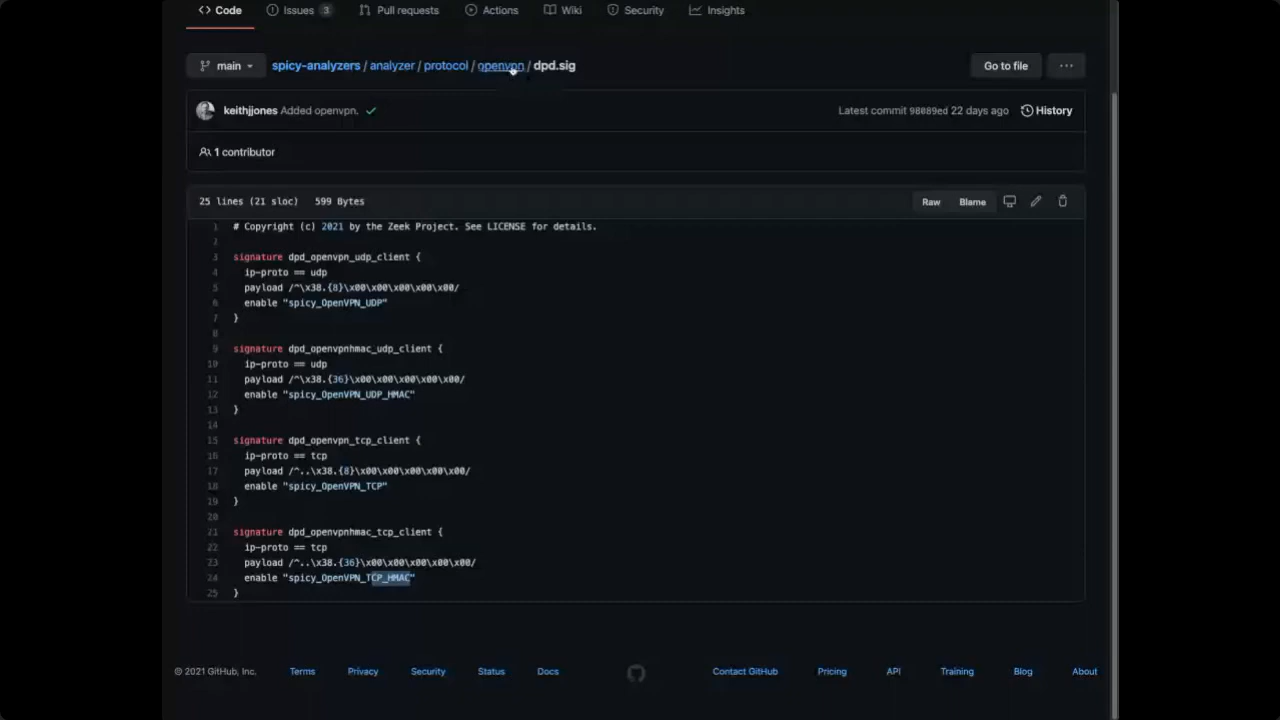 Code Issues 3 Pull requests Actions Wiki Security Insights
main spicy-analyzers / analyzer / protocol / openvpn / dpd.sig Go to file ...
keithjjones Added openvpn. Latest commit 98089ed 22 days ago History
1 contributor
25 lines (21 sloc) 599 Bytes Raw Blame
1 # Copyright (c) 2021 by the Zeek Project. See LICENSE for details.
2
3 signature dpd_openvpn_udp_client {
4 ip-proto == udp
5 payload /^\x38.{8}\x00\x00\x00\x00\x00/
6 enable "spicy_OpenVPN_UDP"
7 }
8
9 signature dpd_openvpnhmac_udp_client {
10 ip-proto == udp
11 payload /^\x38.{36}\x00\x00\x00\x00\x00/
12 enable "spicy_OpenVPN_UDP_HMAC"
13 }
14
15 signature dpd_openvpn_tcp_client {
16 ip-proto == tcp
17 payload /^..\x38.{8}\x00\x00\x00\x00\x00/
18 enable "spicy_OpenVPN_TCP"
19 }
20
21 signature dpd_openvpnhmac_tcp_client {
22 ip-proto == tcp
23 payload /^..\x38.{36}\x00\x00\x00\x00\x00/
24 enable "spicy_OpenVPN_TCP_HMAC"
25 }
© 2021 GitHub, Inc. Terms Privacy Security Status Docs Contact GitHub Pricing API Training Blog About